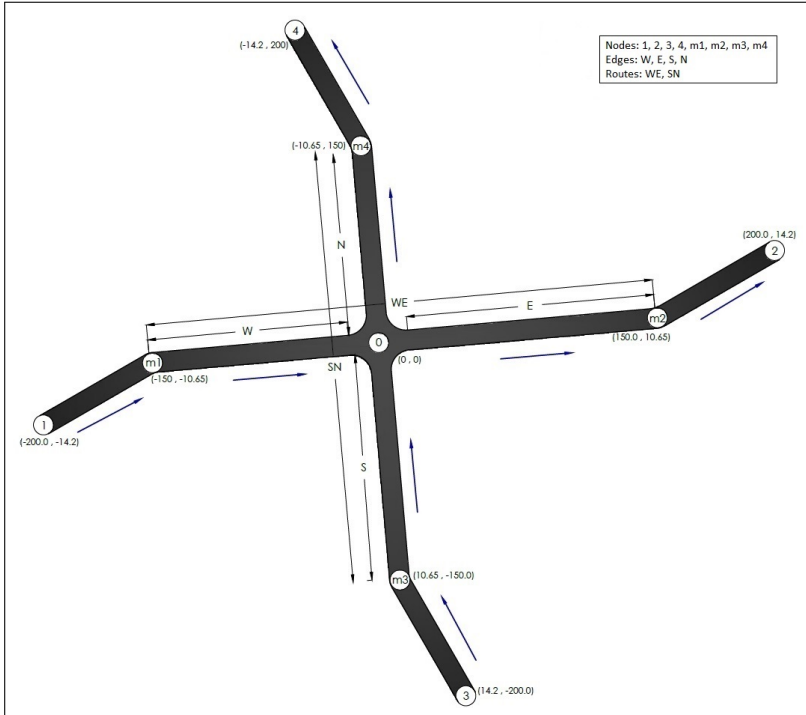 4
(-14.2 , 200)
Nodes: 1, 2, 3, 4, m1, m2, m3, m4
Edges: W, E, S, N
Routes: WE, SN
(-10.65 , 150)
m4
N
(200.0 , 14.2)
2
WE
E
W
m2
(150.0 , 10.65)
0
(0 , 0)
m1
(-150 , -10.65)
SN
1
(-200.0 , -14.2)
S
m3
(10.65 , -150.0)
3
(14.2 , -200.0)